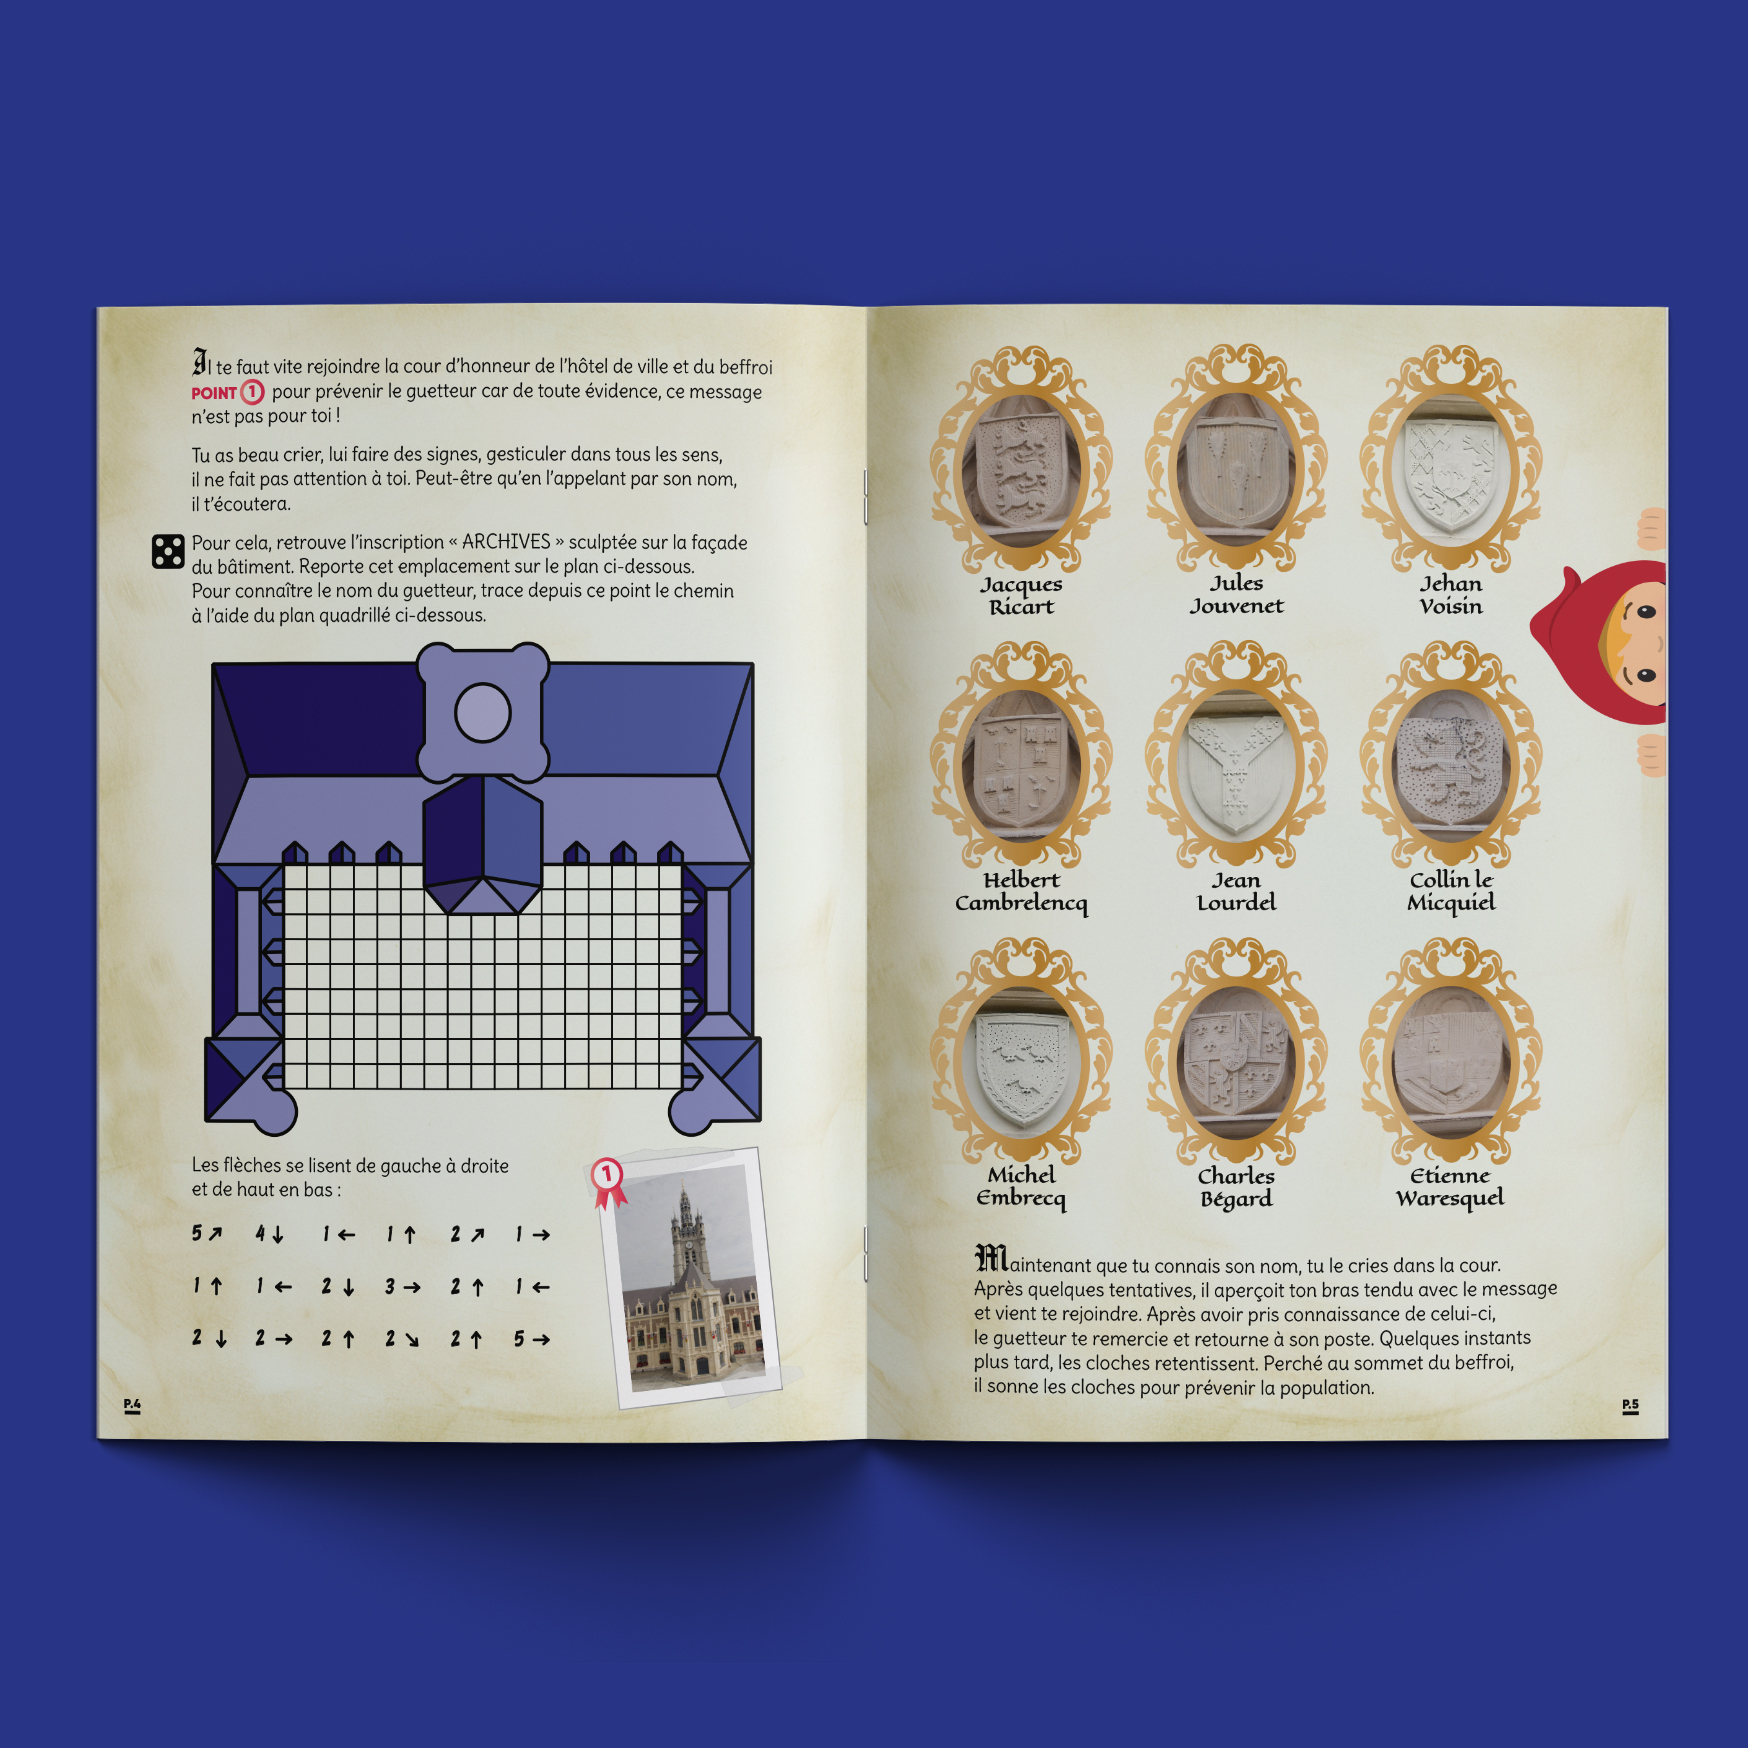 Il te faut vite rejoindre la cour d'honneur de l'hôtel de ville et du beffroi
POINT 1 pour prévenir le guetteur car de toute évidence, ce message
n'est pas pour toi !
Tu as beau crier, lui faire des signes, gesticuler dans tous les sens,
il ne fait pas attention à toi. Peut-être qu'en l'appelant par son nom,
il t'écoutera.
Pour cela, retrouve l'inscription « ARCHIVES » sculptée sur la façade
du bâtiment. Reporte cet emplacement sur le plan ci-dessous.
Pour connaître le nom du guetteur, trace depuis ce point le chemin
à l'aide du plan quadrillé ci-dessous.
Les flèches se lisent de gauche à droite
et de haut en bas :
5 ↗ 4 ↓ 1 ← 1 ↑ 2 ↗ 1 →
1 ↑ 1 ← 2 ↓ 3 → 2 ↑ 1 ←
2 ↓ 2 → 2 ↑ 2 ↘ 2 ↑ 5 →
1
P.4
Jacques
Ricart
Jules
Jouvenet
Jehan
Voisin
Helbert
Cambrelencq
Jean
Lourdel
Collin le
Micquiel
Michel
Embrecq
Charles
Bégard
Etienne
Waresquel
Maintenant que tu connais son nom, tu le cries dans la cour.
Après quelques tentatives, il aperçoit ton bras tendu avec le message
et vient te rejoindre. Après avoir pris connaissance de celui-ci,
le guetteur te remercie et retourne à son poste. Quelques instants
plus tard, les cloches retentissent. Perché au sommet du beffroi,
il sonne les cloches pour prévenir la population.
P.5